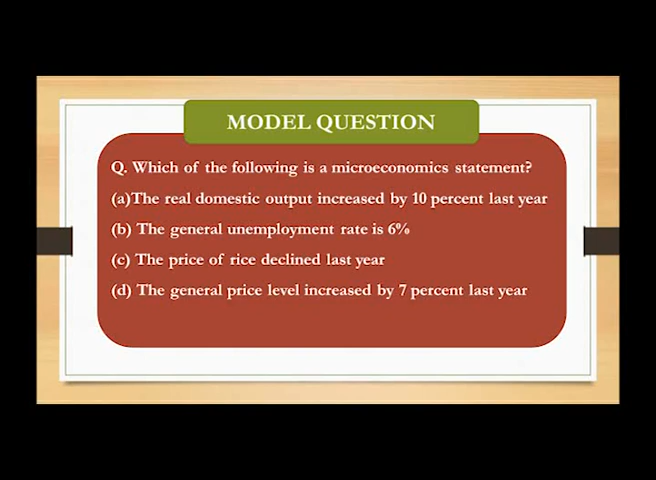 MODEL QUESTION
Q. Which of the following is a microeconomics statement?
(a)The real domestic output increased by 10 percent last year
(b) The general unemployment rate is 6%
(c) The price of rice declined last year
(d) The general price level increased by 7 percent last year